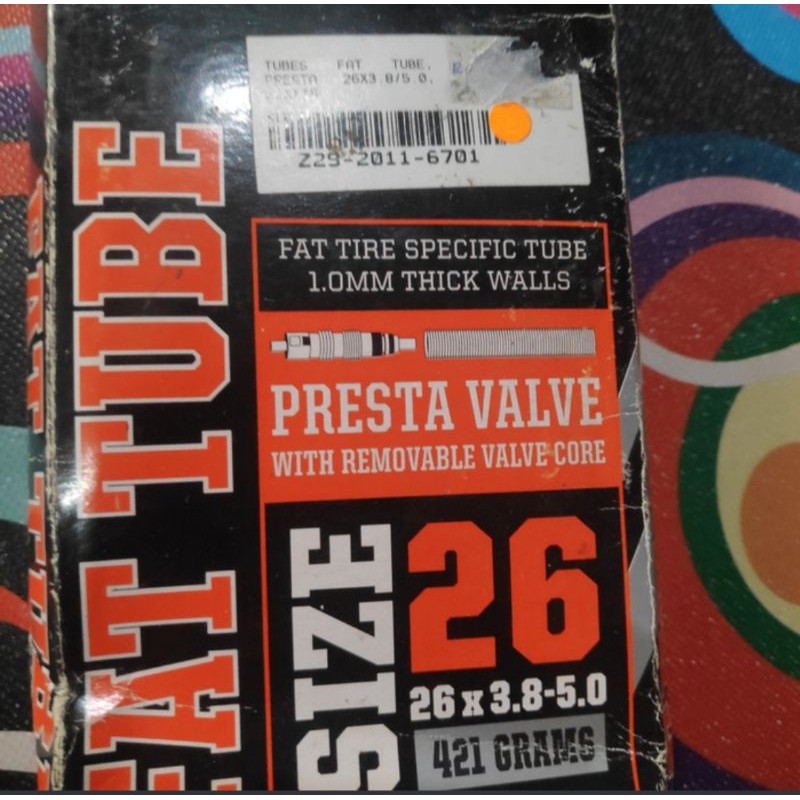 TUBES FAT TUBE,
PRESTA 26X3.8/5.0,
Z29-2011-6701
FAT TUBE
FAT TIRE SPECIFIC TUBE
1.0MM THICK WALLS
PRESTA VALVE
WITH REMOVABLE VALVE CORE
SIZE
26
26 x 3.8-5.0
421 GRAMS